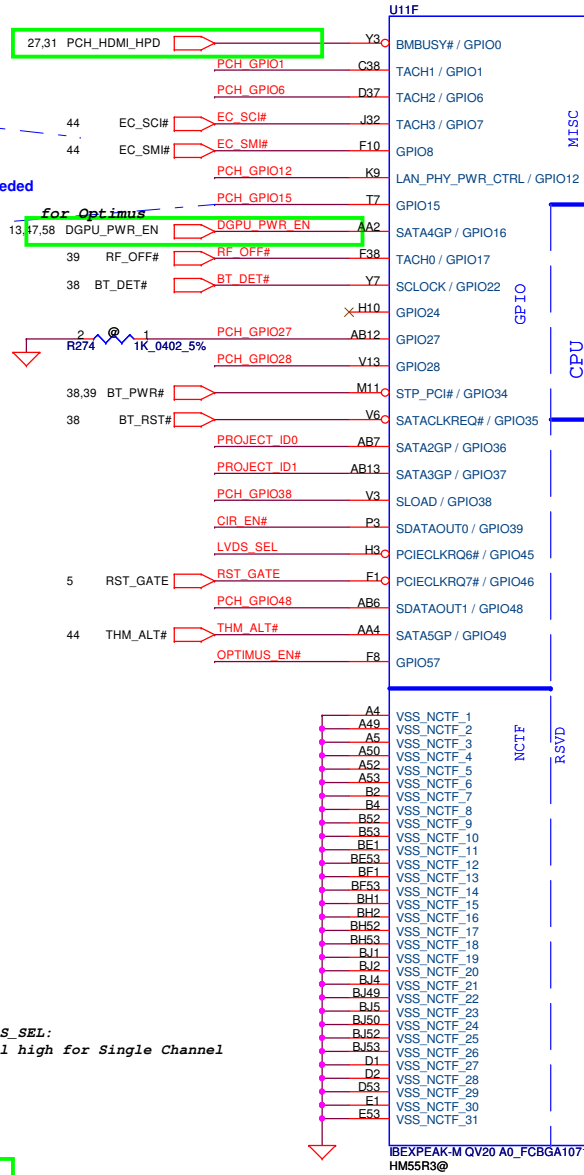 U11F
27,31 PCH_HDMI_HPD Y3 BMBUSY# / GPIO0
PCH_GPIO1 C38 TACH1 / GPIO1
PCH_GPIO6 D37 TACH2 / GPIO6
44 EC_SCI# EC_SCI# J32 TACH3 / GPIO7
44 EC_SMI# EC_SMI# F10 GPIO8
PCH_GPIO12 K9 LAN_PHY_PWR_CTRL / GPIO12
eded
PCH_GPIO15 T7 GPIO15
for Optimus
13,47,58 DGPU_PWR_EN DGPU_PWR_EN AA2 SATA4GP / GPIO16
39 RF_OFF# RF_OFF# F38 TACH0 / GPIO17
38 BT_DET# BT_DET# Y7 SCLOCK / GPIO22
H10 GPIO24
2 @ 1 PCH_GPIO27 AB12 GPIO27
R274 1K_0402_5%
PCH_GPIO28 V13 GPIO28
38,39 BT_PWR# M11 STP_PCI# / GPIO34
38 BT_RST# V6 SATACLKREQ# / GPIO35
PROJECT_ID0 AB7 SATA2GP / GPIO36
PROJECT_ID1 AB13 SATA3GP / GPIO37
PCH_GPIO38 V3 SLOAD / GPIO38
CIR_EN# P3 SDATAOUT0 / GPIO39
LVDS_SEL H3 PCIECLKRQ6# / GPIO45
5 RST_GATE RST_GATE F1 PCIECLKRQ7# / GPIO46
PCH_GPIO48 AB6 SDATAOUT1 / GPIO48
44 THM_ALT# THM_ALT# AA4 SATA5GP / GPIO49
OPTIMUS_EN# F8 GPIO57
MISC
GPIO
CPU
NCTF
RSVD
A4 VSS_NCTF_1
A49 VSS_NCTF_2
A5 VSS_NCTF_3
A50 VSS_NCTF_4
A52 VSS_NCTF_5
A53 VSS_NCTF_6
B2 VSS_NCTF_7
B4 VSS_NCTF_8
B52 VSS_NCTF_9
B53 VSS_NCTF_10
BE1 VSS_NCTF_11
BE53 VSS_NCTF_12
BF1 VSS_NCTF_13
BF53 VSS_NCTF_14
BH1 VSS_NCTF_15
BH2 VSS_NCTF_16
BH52 VSS_NCTF_17
BH53 VSS_NCTF_18
BJ1 VSS_NCTF_19
BJ2 VSS_NCTF_20
BJ4 VSS_NCTF_21
BJ49 VSS_NCTF_22
BJ5 VSS_NCTF_23
BJ50 VSS_NCTF_24
BJ52 VSS_NCTF_25
BJ53 VSS_NCTF_26
D1 VSS_NCTF_27
D2 VSS_NCTF_28
D53 VSS_NCTF_29
E1 VSS_NCTF_30
E53 VSS_NCTF_31
S_SEL:
l high for Single Channel
IBEXPEAK-M QV20 A0_FCBGA107
HM55R3@